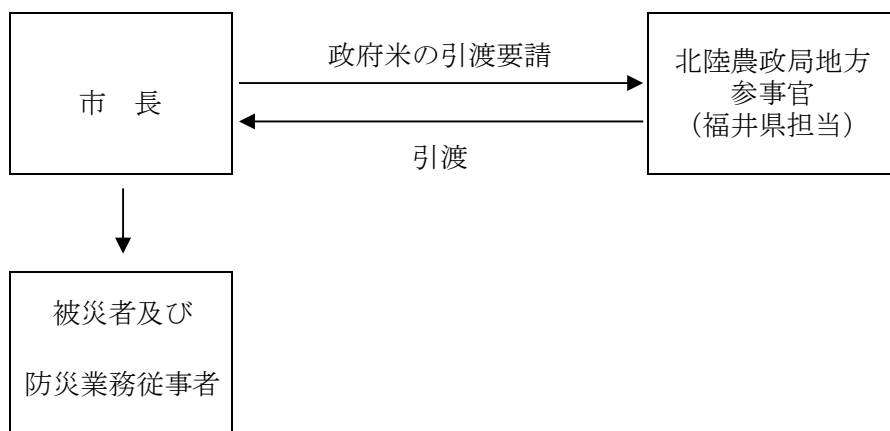 政府米の引渡要請
市　長
北陸農政局地方
参事官
（福井県担当）
引渡
被災者及び
防災業務従事者